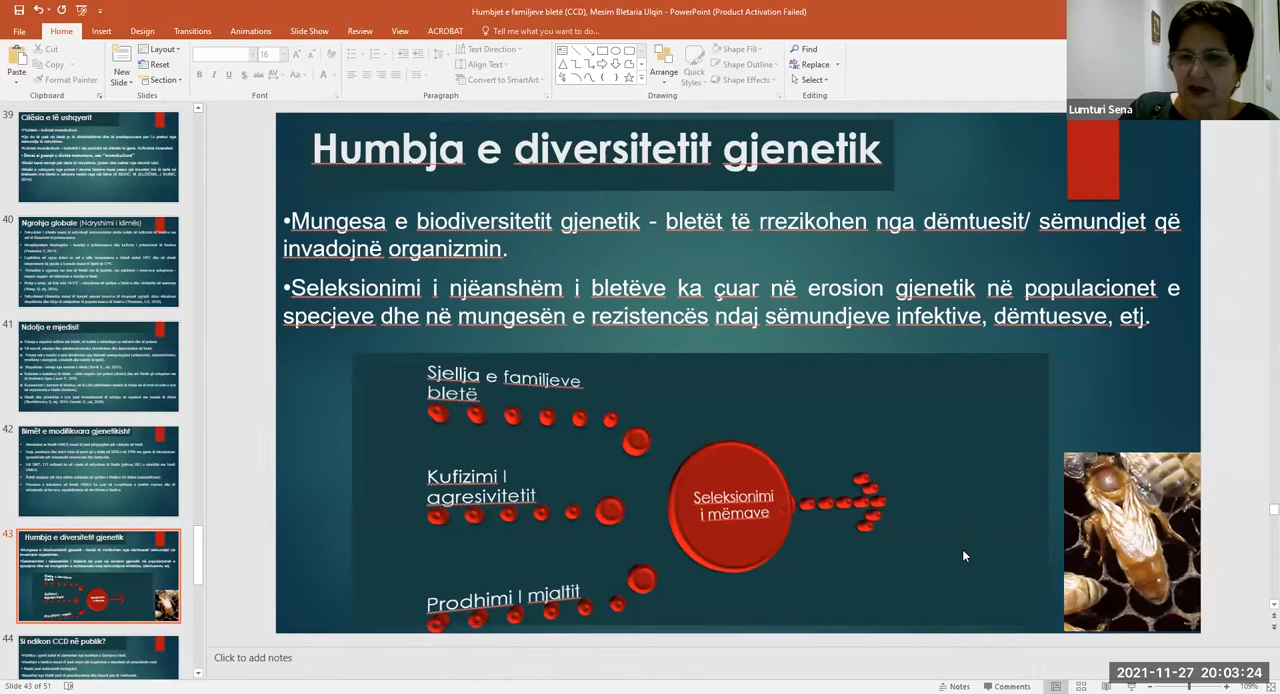 Humbjet e familjeve bletë (CCD), Mesim Bletaria Ulqin - PowerPoint (Product Activation Failed)
File Home Insert Design Transitions Animations Slide Show Review View ACROBAT Tell me what you want to do...
Cut
Copy
Format Painter
Paste
Clipboard
New
Slide
Layout
Reset
Section
Slides
16
Font
Text Direction
Align Text
Convert to SmartArt
Paragraph
Arrange
Quick
Styles
Shape Fill
Shape Outline
Shape Effects
Drawing
Find
Replace
Select
Editing
Lumturi Sena
39
Cilësia e të ushqyerit
40
Ngrohja globale (Ndryshimi i klimës)
41
Ndotja e mjedisit
42
Bimët e modifikuara gjenetikisht
43
Humbja e diversitetit gjenetik
44
Si ndikon CCD në publik?
Humbja e diversitetit gjenetik
•Mungesa e biodiversitetit gjenetik - bletët të rrezikohen nga dëmtuesit/ sëmundjet që
invadojnë organizmin.
•Seleksionimi i njëanshëm i bletëve ka çuar në erosion gjenetik në populacionet e
specjeve dhe në mungesën e rezistencës ndaj sëmundjeve infektive, dëmtuesve, etj.
Sjellja e familjeve
bletë
Kufizimi I
agresivitetit
Prodhimi I mjaltit
Seleksionimi
i mëmave
Click to add notes
2021-11-27 20:03:24
Slide 43 of 51
Notes
Comments
109%